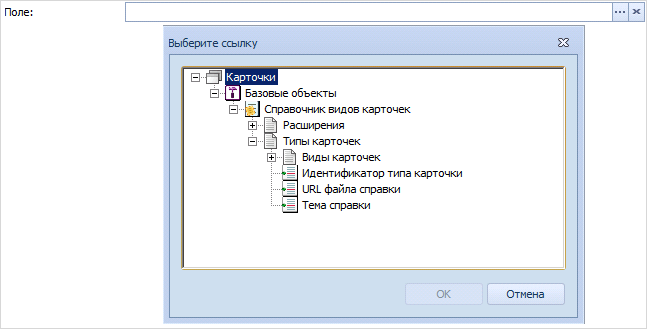 Поле:
Выберите ссылку
Карточки
Базовые объекты
Справочник видов карточек
Расширения
Типы карточек
Виды карточек
Идентификатор типа карточки
URL файла справки
Тема справки
ОК
Отмена